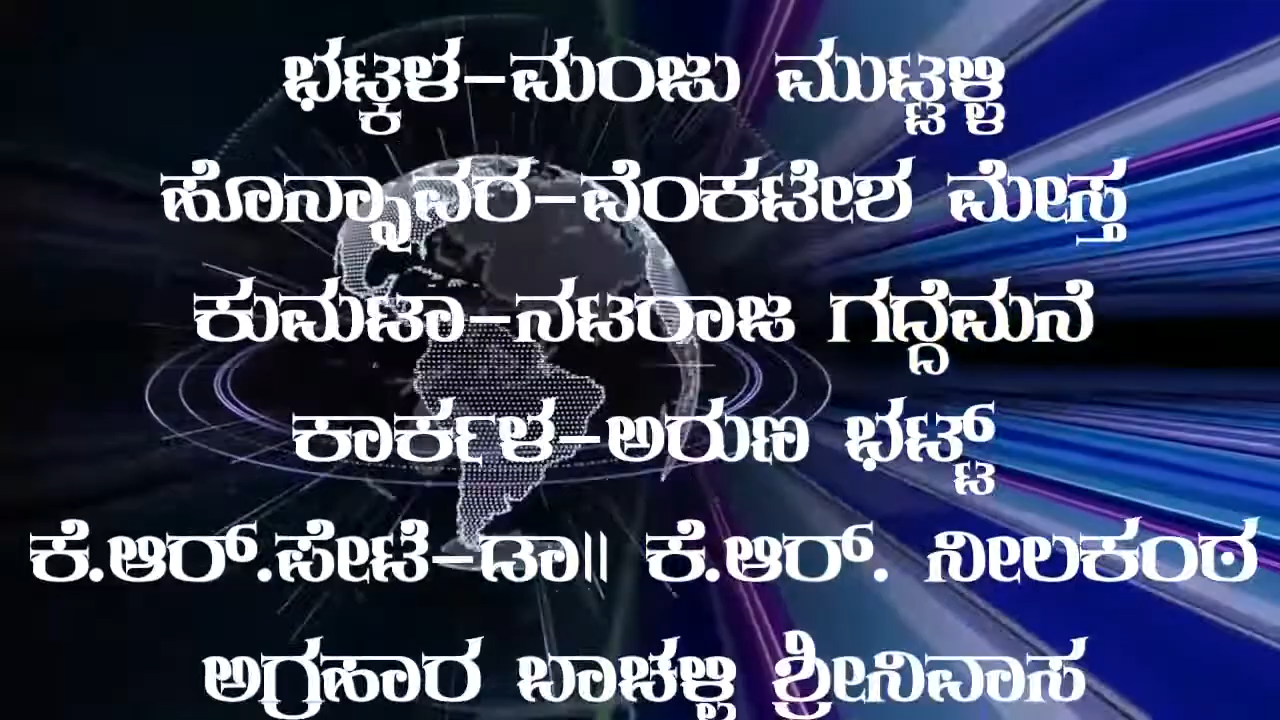 ಭಟ್ಕಳ-ಮಂಜು ಮುಟ್ಟಳ್ಳಿ
ಹೊನ್ನಾವರ-ವೆಂಕಟೇಶ ಮೇಸ್ತ
ಕುಮಟಾ-ನಟರಾಜ ಗದ್ದೆಮನೆ
ಕಾರ್ಕಳ-ಅರುಣ ಭಟ್ಟ್
ಕೆ.ಆರ್.ಪೇಟೆ-ಡಾ॥ ಕೆ.ಆರ್. ನೀಲಕಂಠ
ಅಗ್ರಹಾರ ಬಾಚಳ್ಳಿ ಶ್ರೀನಿವಾಸ